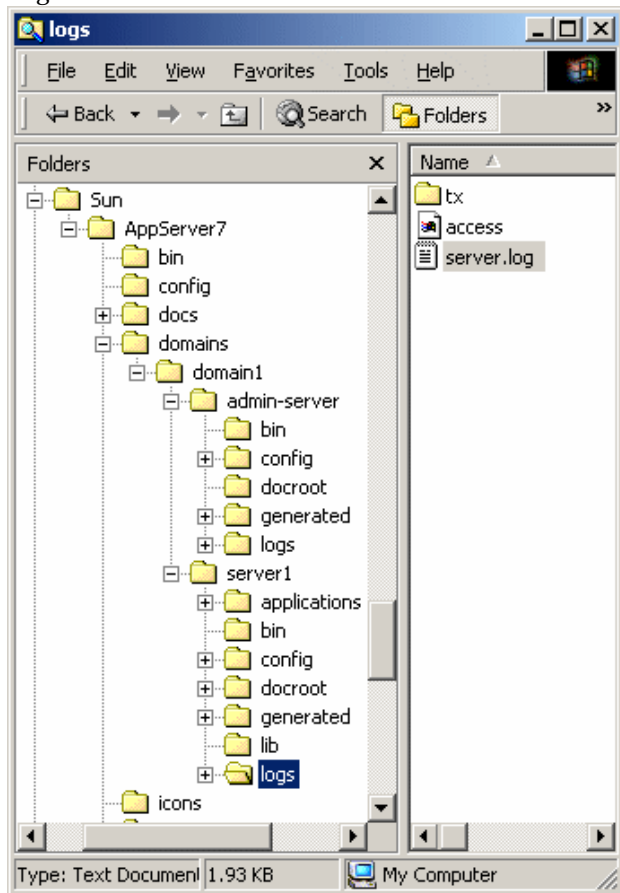 logs
File Edit View Favorites Tools Help
Back Search Folders »
Folders
Name
Sun
AppServer7
bin
config
docs
domains
domain1
admin-server
bin
config
docroot
generated
logs
server1
applications
bin
config
docroot
generated
lib
logs
icons
tx
access
server.log
Type: Text Documen 1.93 KB My Computer